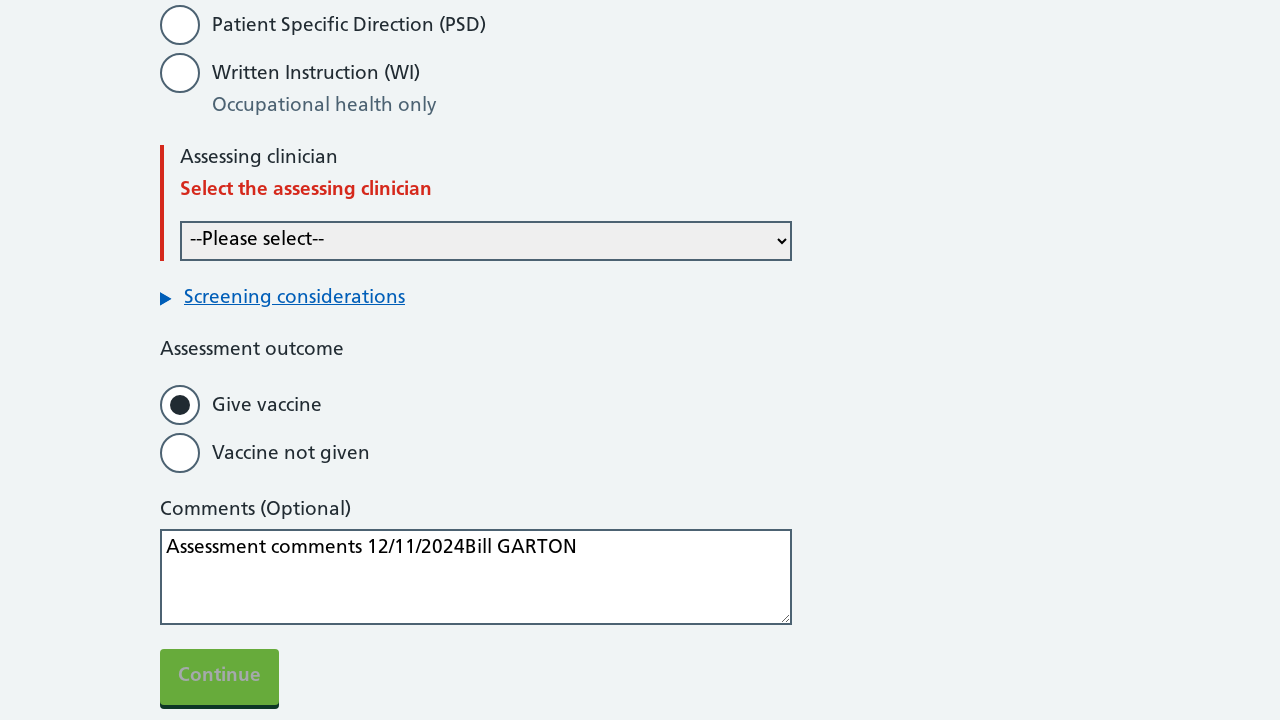 Patient Specific Direction (PSD)
Written Instruction (WI)
Occupational health only
Assessing clinician
Select the assessing clinician
--Please select--
Screening considerations
Assessment outcome
Give vaccine
Vaccine not given
Comments (Optional)
Assessment comments 12/11/2024Bill GARTON
Continue